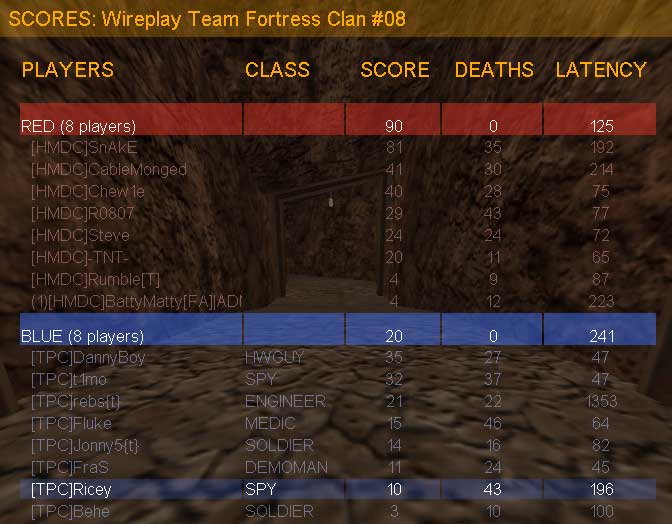 SCORES: Wireplay Team Fortress Clan #08
PLAYERS CLASS SCORE DEATHS LATENCY
RED (8 players) 90 0 125
[HMDC]SnAkE 81 35 192
[HMDC]CableMonged 41 30 214
[HMDC]Chew1e 40 28 75
[HMDC]R0807 29 43 77
[HMDC]Steve 24 24 72
[HMDC]-TNT- 20 11 65
[HMDC]Rumble[T] 4 9 87
(1)[HMDC]BattyMatty[FA]|ADI 4 12 223
BLUE (8 players) 20 0 241
[TPC]DannyBoy HWGUY 35 27 47
[TPC]t1mo SPY 32 37 47
[TPC]rebs{t} ENGINEER 21 22 1353
[TPC]Fluke MEDIC 15 46 64
[TPC]Jonny5{t} SOLDIER 14 16 82
[TPC]FraS DEMOMAN 11 24 45
[TPC]Ricey SPY 10 43 196
[TPC]Behe SOLDIER 3 10 100